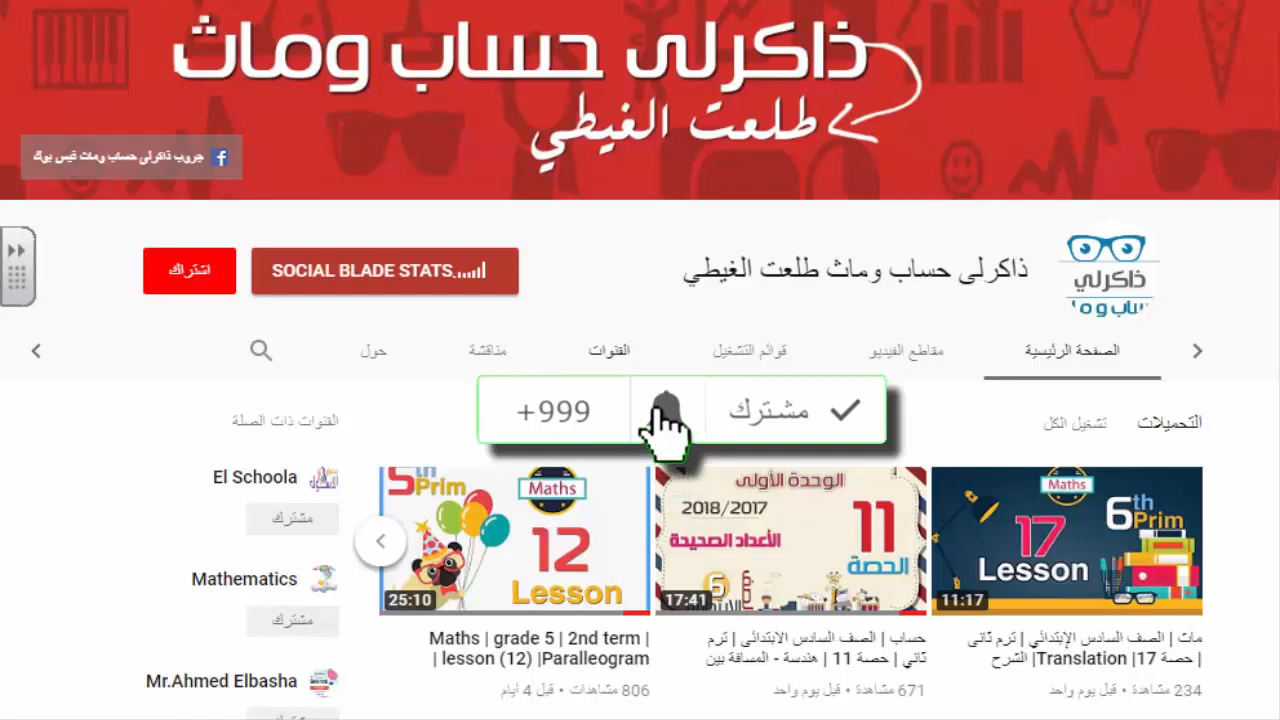 ذاكرلى حساب وماث
طلعت الغيطي
جروب ذاكرلى حساب وماث فيس بوك
ذاكرلي
ذاكرلى حساب وماث طلعت الغيطي
SOCIAL BLADE STATS
اشتراك
الصفحة الرئيسية
مقاطع الفيديو
قوائم التشغيل
القنوات
مناقشة
حول
مشترك
+999
التحميلات
تشغيل الكل
القنوات ذات الصلة
Maths
6th
Prim
17
Lesson
11:17
الوحدة الأولى
2018/2017
الأعداد الصحيحة
11
الحصة
6
17:41
5th
Prim
Maths
12
Lesson
25:10
ماث | الصف السادس الإبتدائي | ترم ثاني
| حصة 17| Translation| الشرح
234 مشاهدة • قبل يوم واحد
حساب | الصف السادس الابتدائى | ترم
ثاني | حصة 11 | هندسة - المسافة بين
671 مشاهدة • قبل يوم واحد
Maths | grade 5 | 2nd term |
| lesson (12) |Paralleogram
806 مشاهدات • قبل 4 أيام
El Schoola
مشترك
Mathematics
مشترك
Mr.Ahmed Elbasha